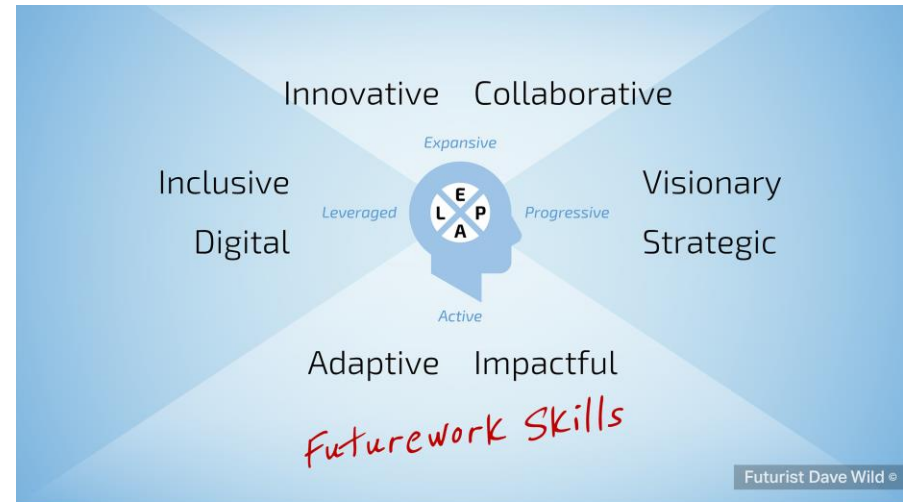 Innovative Collaborative
Expansive
Inclusive
Visionary
E
Leveraged
L P
Progressive
A
Digital
Strategic
Active
Adaptive Impactful
Futurework Skills
Futurist Dave Wild ©